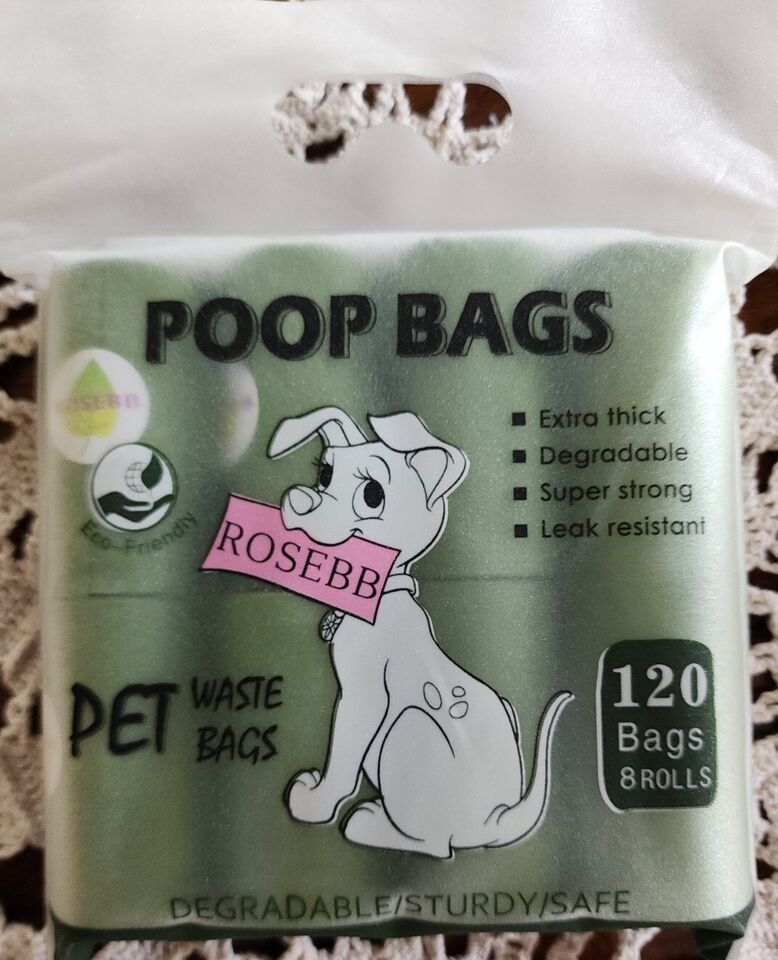 POOP BAGS
ROSEBB
Eco-Friendly
■ Extra thick
■ Degradable
■ Super strong
■ Leak resistant
ROSEBB
PET WASTE
BAGS
120
Bags
8 ROLLS
DEGRADABLE/STURDY/SAFE